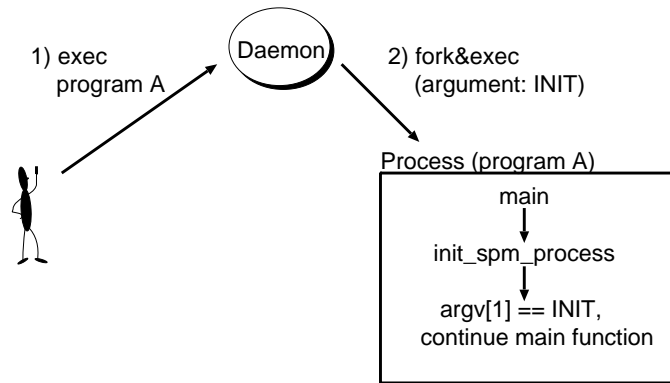 1) exec
program A
Daemon
2) fork&exec
(argument: INIT)
Process (program A)
main
init_spm_process
argv[1] == INIT,
continue main function